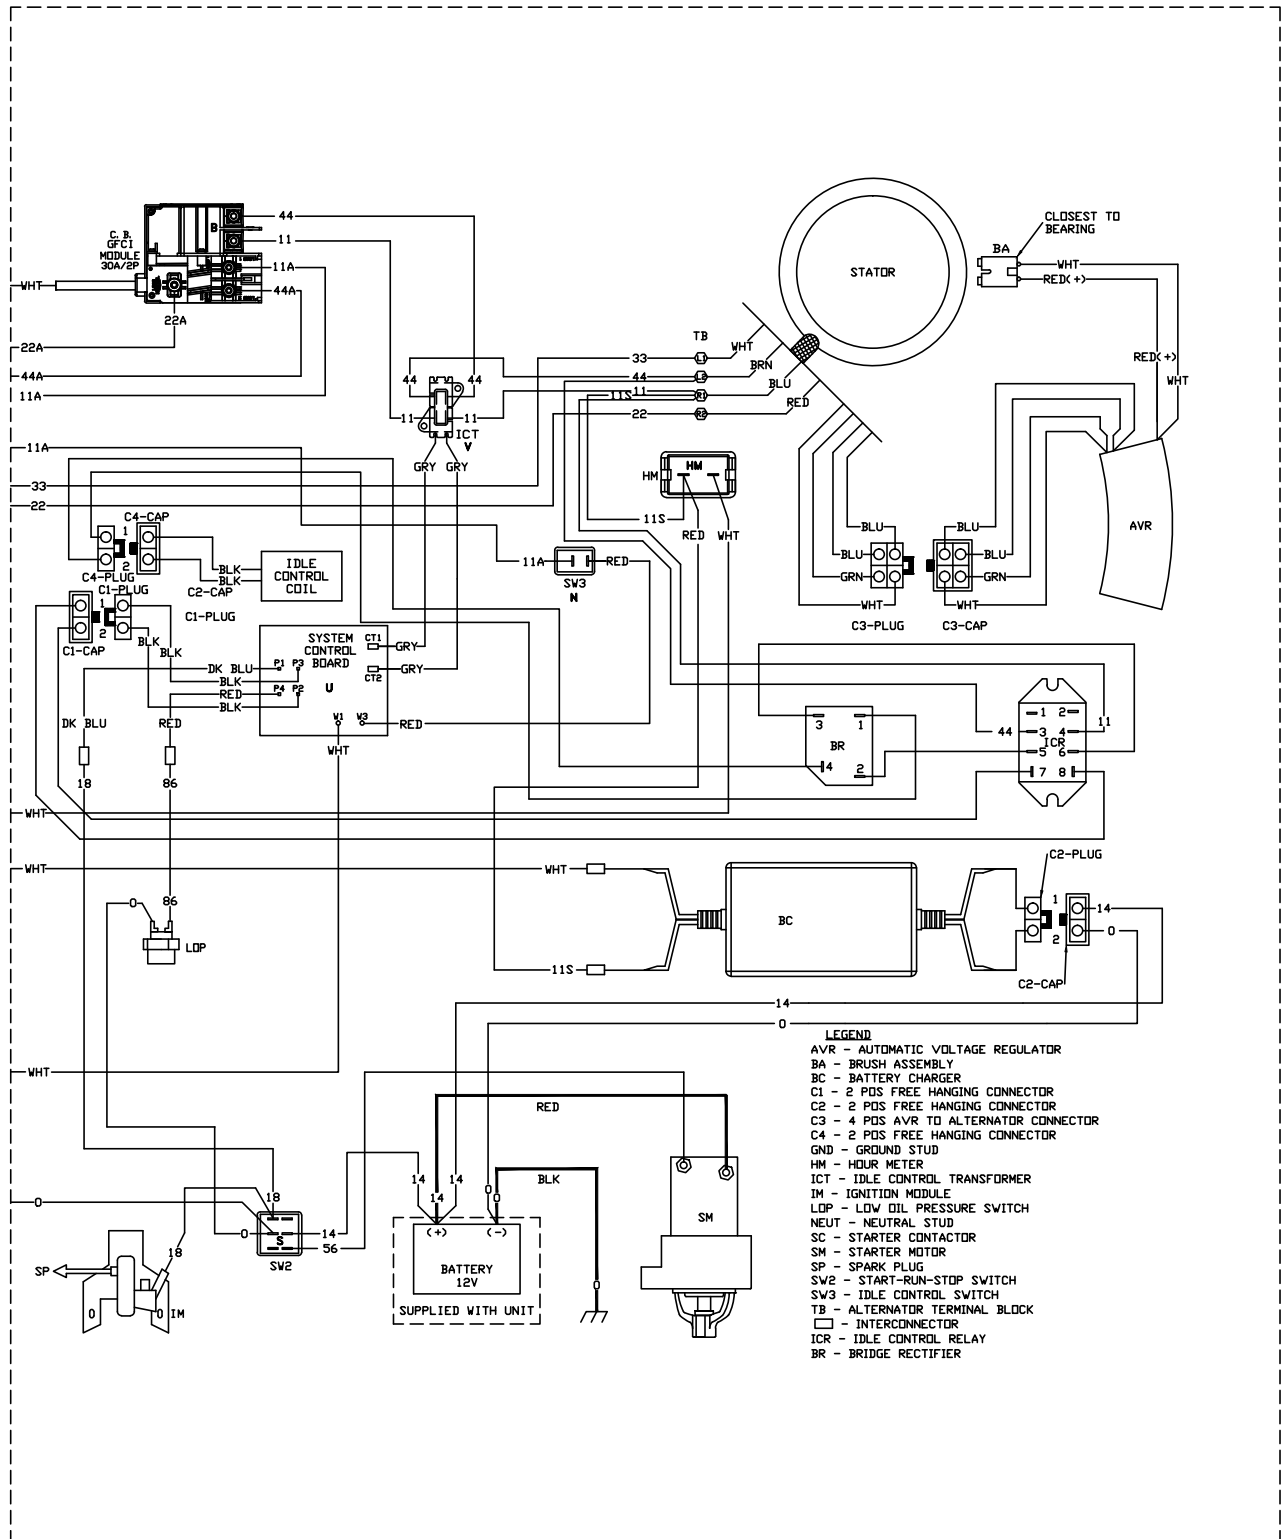 44
11
11A
44A
C. B.
GFCI
MODULE
30A/2P
B
WHT
22A
22A
44A
11A
STATOR
BA
CLOSEST TO
BEARING
WHT
RED(+)
RED(+)
WHT
TB
33
L1
WHT
44
L2
BRN
11
11S
R1
BLU
22
R2
RED
44
44
11
11
ICT
V
GRY
GRY
11A
33
22
HM
HM
11S
RED
WHT
C4-CAP
1
2
C4-PLUG
BLK
BLK
C2-CAP
IDLE
CONTROL
COIL
C1-PLUG
1
2
C1-PLUG
C1-CAP
BLK
BLK
11A
RED
SW3
N
BLU
BLU
GRN
WHT
C3-PLUG
BLU
BLU
GRN
WHT
C3-CAP
AVR
SYSTEM
CONTROL
BOARD
U
CT1
CT2
GRY
GRY
P1
P3
P4
P2
W1
W3
DK BLU
BLK
RED
BLK
RED
WHT
DK BLU
RED
18
86
3
1
BR
4
2
1
2
44
3
4
11
ICR
5
6
7
8
WHT
WHT
WHT
0
86
LOP
BC
11S
C2-PLUG
1
2
14
0
C2-CAP
14
0
WHT
RED
BLK
14
14
14
0
0
0
18
0
S
14
56
SW2
18
SP
0
0
IM
0
(+)
(-)
BATTERY
12V
SUPPLIED WITH UNIT
0
SM
LEGEND
AVR - AUTOMATIC VOLTAGE REGULATOR
BA - BRUSH ASSEMBLY
BC - BATTERY CHARGER
C1 - 2 POS FREE HANGING CONNECTOR
C2 - 2 POS FREE HANGING CONNECTOR
C3 - 4 POS AVR TO ALTERNATOR CONNECTOR
C4 - 2 POS FREE HANGING CONNECTOR
GND - GROUND STUD
HM - HOUR METER
ICT - IDLE CONTROL TRANSFORMER
IM - IGNITION MODULE
LOP - LOW OIL PRESSURE SWITCH
NEUT - NEUTRAL STUD
SC - STARTER CONTACTOR
SM - STARTER MOTOR
SP - SPARK PLUG
SW2 - START-RUN-STOP SWITCH
SW3 - IDLE CONTROL SWITCH
TB - ALTERNATOR TERMINAL BLOCK
- INTERCONNECTOR
ICR - IDLE CONTROL RELAY
BR - BRIDGE RECTIFIER